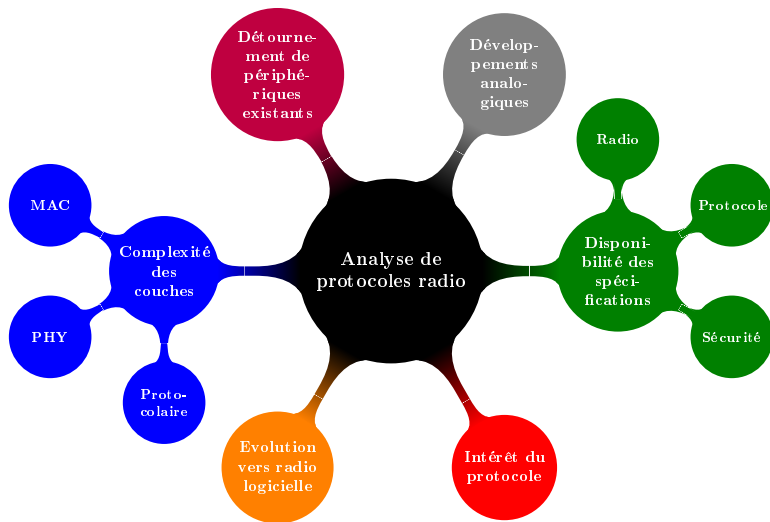 Détourne-
ment de
périphé-
riques
existants
Dévelop-
pements
analo-
giques
Radio
MAC
Protocole
Complexité
des
couches
Analyse de
protocoles radio
Disponi-
bilité des
spéci-
fications
PHY
Sécurité
Proto-
colaire
Evolution
vers radio
logicielle
Intérêt du
protocole